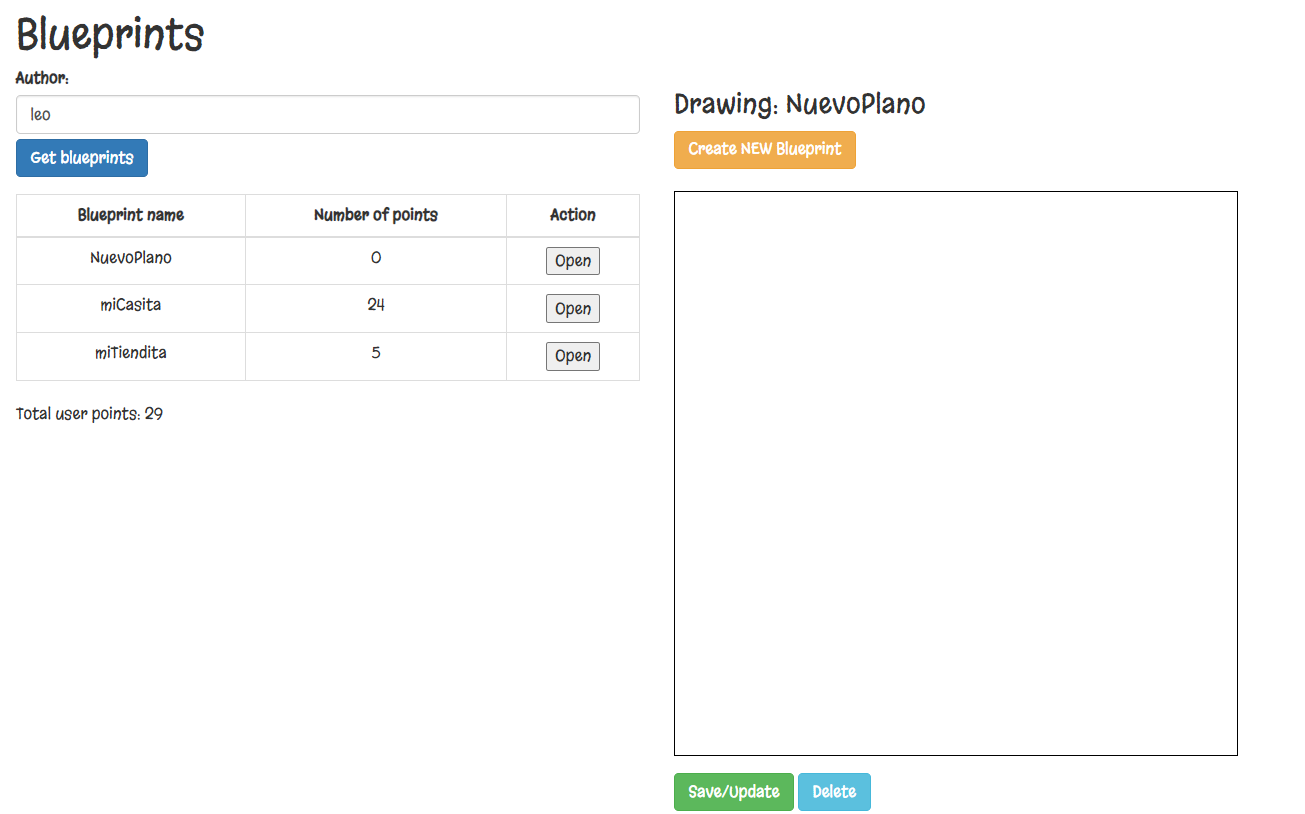 Blueprints
Author:
leo
Get blueprints
Blueprint name Number of points Action
NuevoPlano 0 Open
miCasita 24 Open
miTiendita 5 Open
Total user points: 29
Drawing: NuevoPlano
Create NEW Blueprint
Save/Update Delete